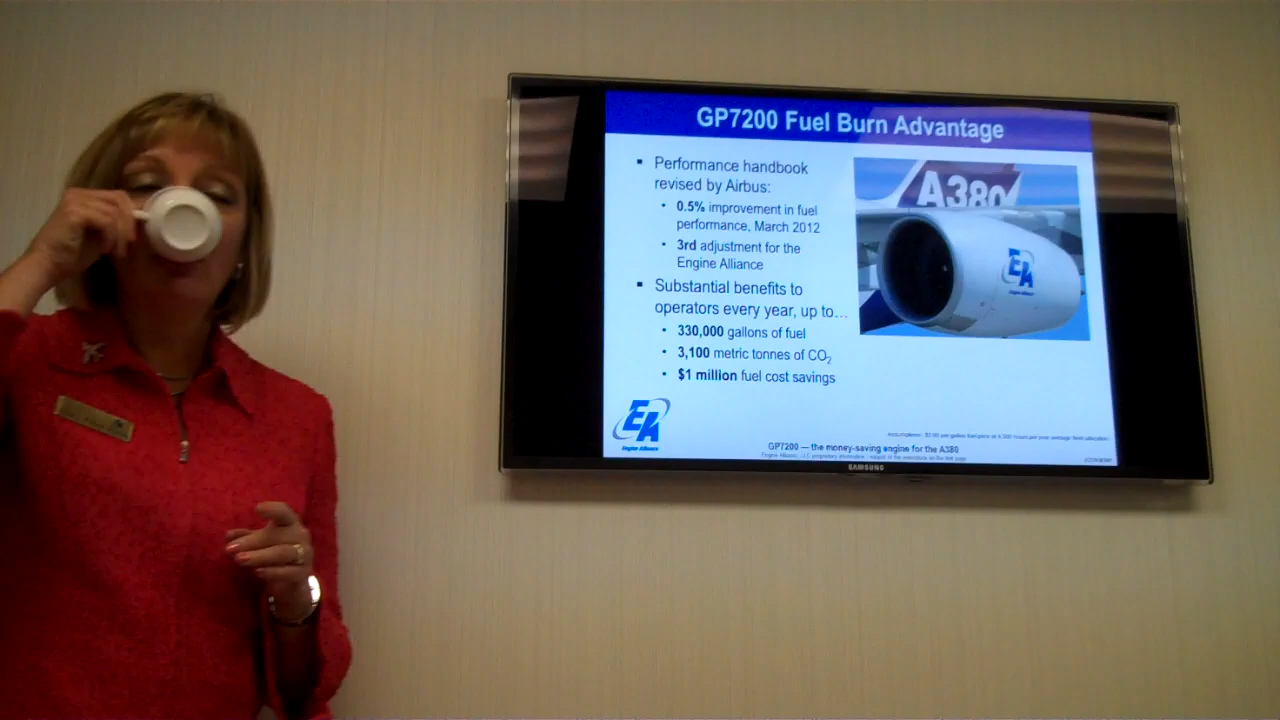 GP7200 Fuel Burn Advantage
▪ Performance handbook
revised by Airbus:
• 0.5% improvement in fuel
performance, March 2012
• 3rd adjustment for the
Engine Alliance
▪ Substantial benefits to
operators every year, up to…
• 330,000 gallons of fuel
• 3,100 metric tonnes of CO₂
• $1 million fuel cost savings
A380
EA
EA
Engine Alliance
GP7200 — the money-saving engine for the A380
SAMSUNG